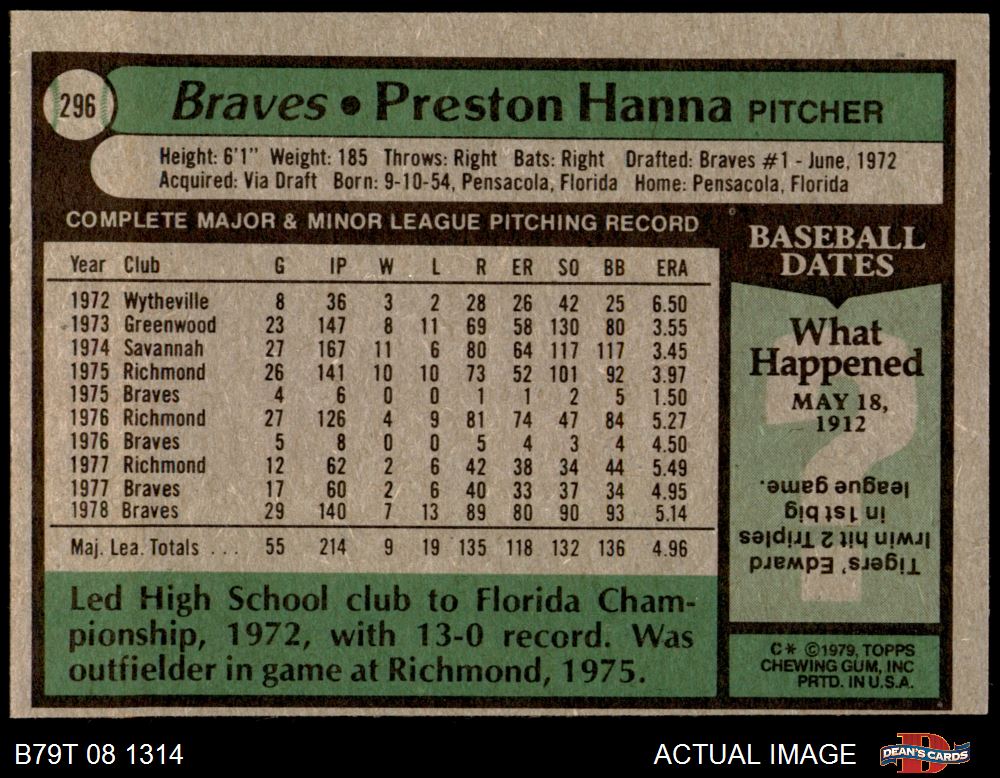 296
Braves • Preston Hanna PITCHER
Height: 6'1" Weight: 185 Throws: Right Bats: Right Drafted: Braves #1 - June, 1972
Acquired: Via Draft Born: 9-10-54, Pensacola, Florida Home: Pensacola, Florida
COMPLETE MAJOR & MINOR LEAGUE PITCHING RECORD
Year Club G IP W L R ER SO BB ERA
1972 Wytheville 8 36 3 2 28 26 42 25 6.50
1973 Greenwood 23 147 8 11 69 58 130 80 3.55
1974 Savannah 27 167 11 6 80 64 117 117 3.45
1975 Richmond 26 141 10 10 73 52 101 92 3.97
1975 Braves 4 6 0 0 1 1 2 5 1.50
1976 Richmond 27 126 4 9 81 74 47 84 5.27
1976 Braves 5 8 0 0 5 4 3 4 4.50
1977 Richmond 12 62 2 6 42 38 34 44 5.49
1977 Braves 17 60 2 6 40 33 37 34 4.95
1978 Braves 29 140 7 13 89 80 90 93 5.14
Maj. Lea. Totals ... 55 214 9 19 135 118 132 136 4.96
Led High School club to Florida Cham-
pionship, 1972, with 13-0 record. Was
outfielder in game at Richmond, 1975.
BASEBALL
DATES
What
Happened
MAY 18,
1912
Tigers' Edward
Irwin hit 2 Triples
in 1st big
league game.
C* ©1979, TOPPS
CHEWING GUM, INC
PRTD. IN U.S.A.
B79T 08 1314
ACTUAL IMAGE
D
DEAN'S CARDS